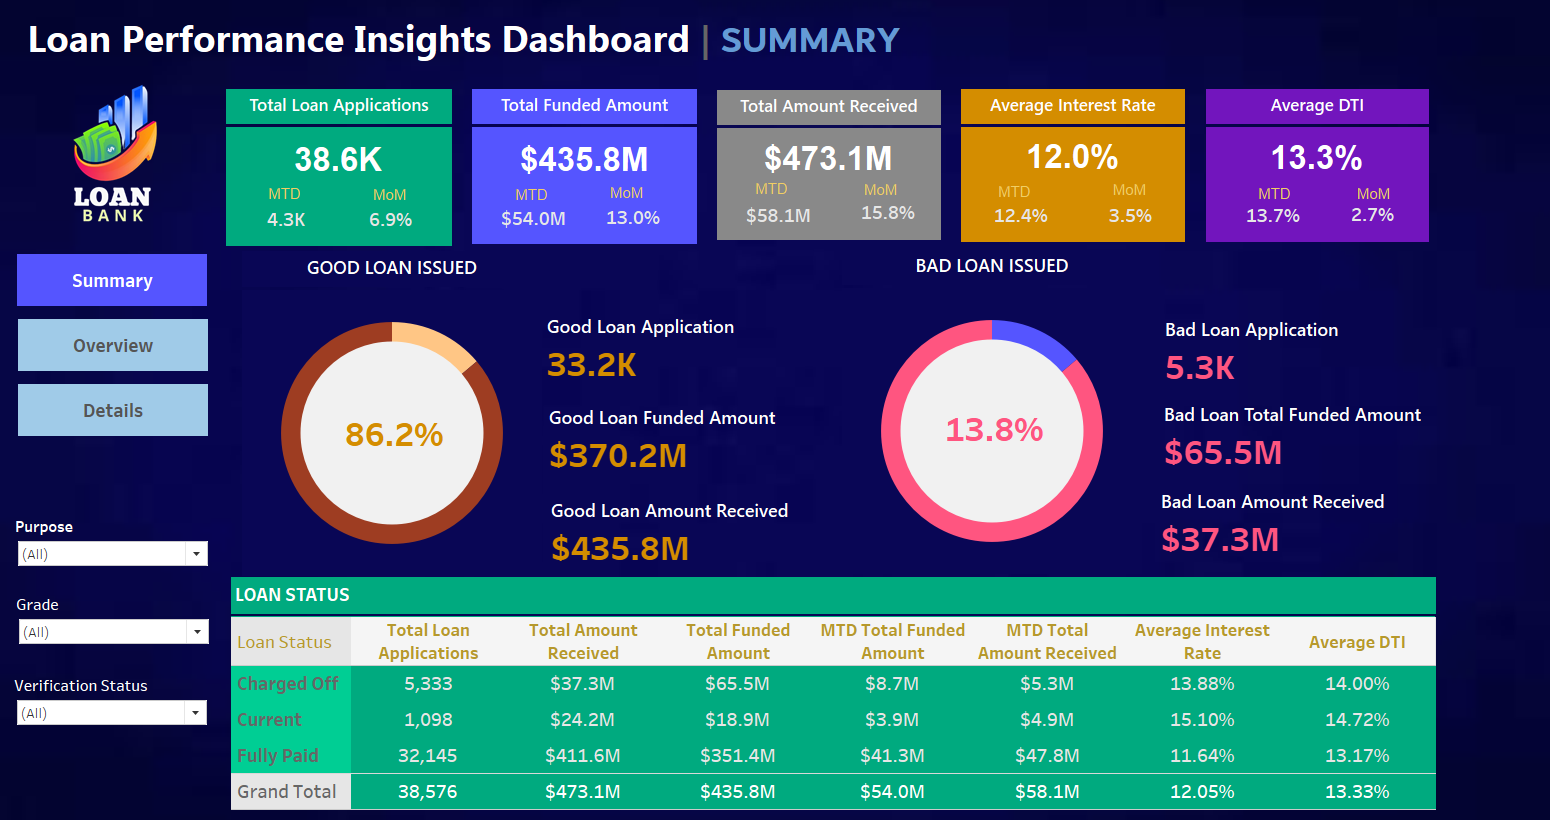 Loan Performance Insights Dashboard | SUMMARY
LOAN
BANK
$
Total Loan Applications
38.6K
MTD MoM
4.3K 6.9%
Total Funded Amount
$435.8M
MTD MoM
$54.0M 13.0%
Total Amount Received
$473.1M
MTD MoM
$58.1M 15.8%
Average Interest Rate
12.0%
MTD MoM
12.4% 3.5%
Average DTI
13.3%
MTD MoM
13.7% 2.7%
Summary
Overview
Details
Purpose
(All)
Grade
(All)
Verification Status
(All)
GOOD LOAN ISSUED
86.2%
Good Loan Application
33.2K
Good Loan Funded Amount
$370.2M
Good Loan Amount Received
$435.8M
BAD LOAN ISSUED
13.8%
Bad Loan Application
5.3K
Bad Loan Total Funded Amount
$65.5M
Bad Loan Amount Received
$37.3M
LOAN STATUS
Loan Status Total Loan Applications Total Amount Received Total Funded Amount MTD Total Funded Amount MTD Total Amount Received Average Interest Rate Average DTI
Charged Off 5,333 $37.3M $65.5M $8.7M $5.3M 13.88% 14.00%
Current 1,098 $24.2M $18.9M $3.9M $4.9M 15.10% 14.72%
Fully Paid 32,145 $411.6M $351.4M $41.3M $47.8M 11.64% 13.17%
Grand Total 38,576 $473.1M $435.8M $54.0M $58.1M 12.05% 13.33%